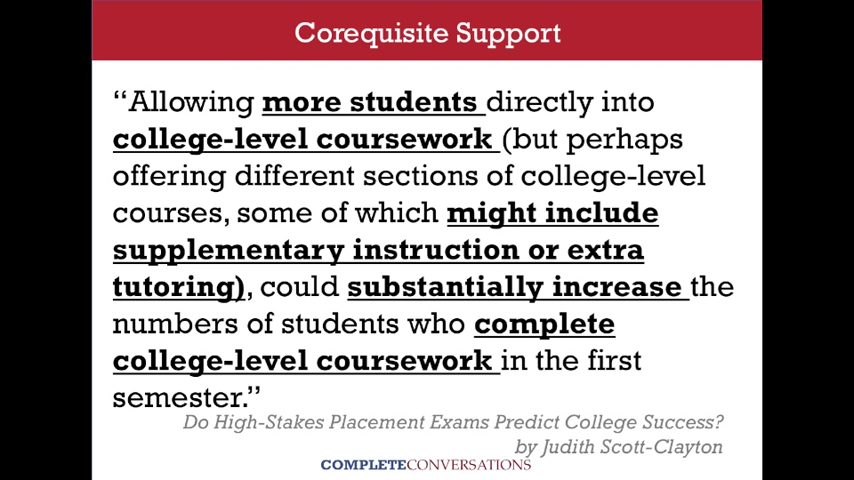 Corequisite Support
“Allowing more students directly into
college-level coursework (but perhaps
offering different sections of college-level
courses, some of which might include
supplementary instruction or extra
tutoring), could substantially increase the
numbers of students who complete
college-level coursework in the first
semester.”
Do High-Stakes Placement Exams Predict College Success?
by Judith Scott-Clayton
COMPLETECONVERSATIONS